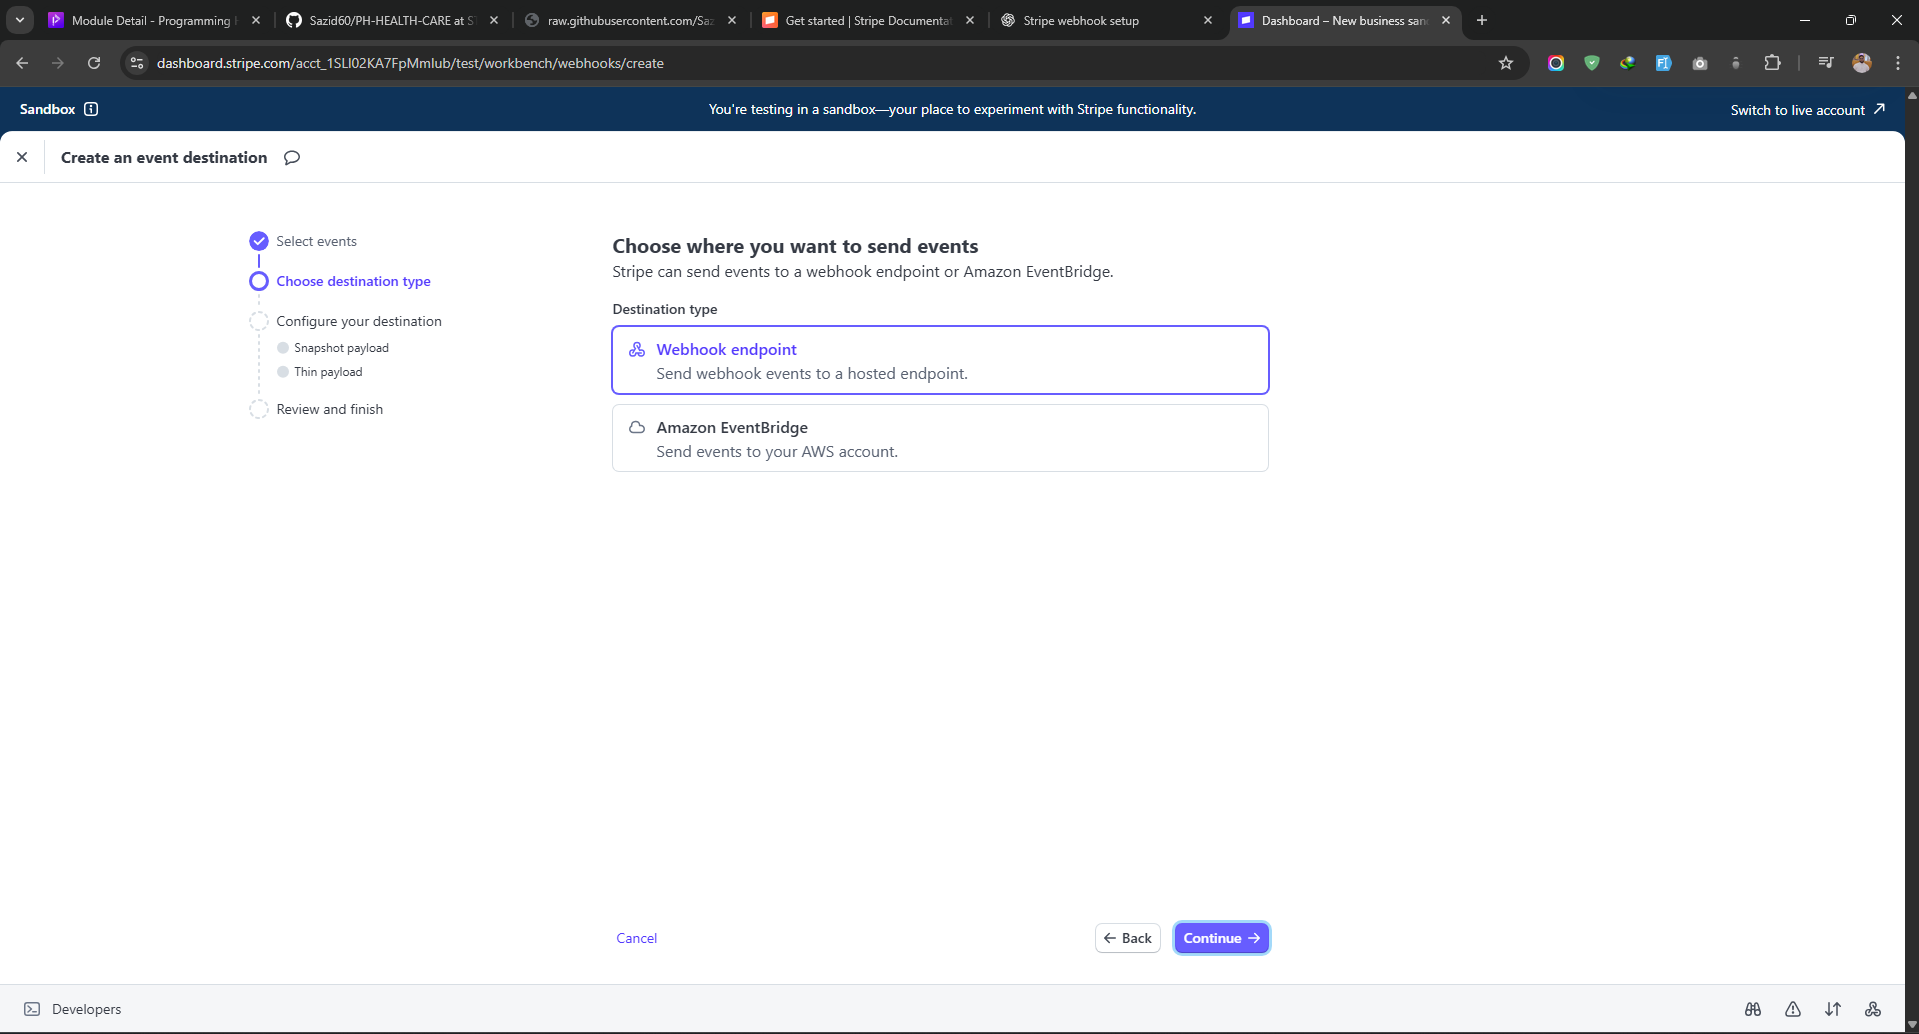 Module Detail - Programming H
Sazid60/PH-HEALTH-CARE at ST
raw.githubusercontent.com/Saz
Get started | Stripe Documentat
Stripe webhook setup
Dashboard – New business san
dashboard.stripe.com/acct_1SLI02KA7FpMmIub/test/workbench/webhooks/create
Sandbox
You're testing in a sandbox—your place to experiment with Stripe functionality.
Switch to live account
Create an event destination
Select events
Choose destination type
Configure your destination
Snapshot payload
Thin payload
Review and finish
Choose where you want to send events
Stripe can send events to a webhook endpoint or Amazon EventBridge.
Destination type
Webhook endpoint
Send webhook events to a hosted endpoint.
Amazon EventBridge
Send events to your AWS account.
Cancel
Back
Continue
Developers